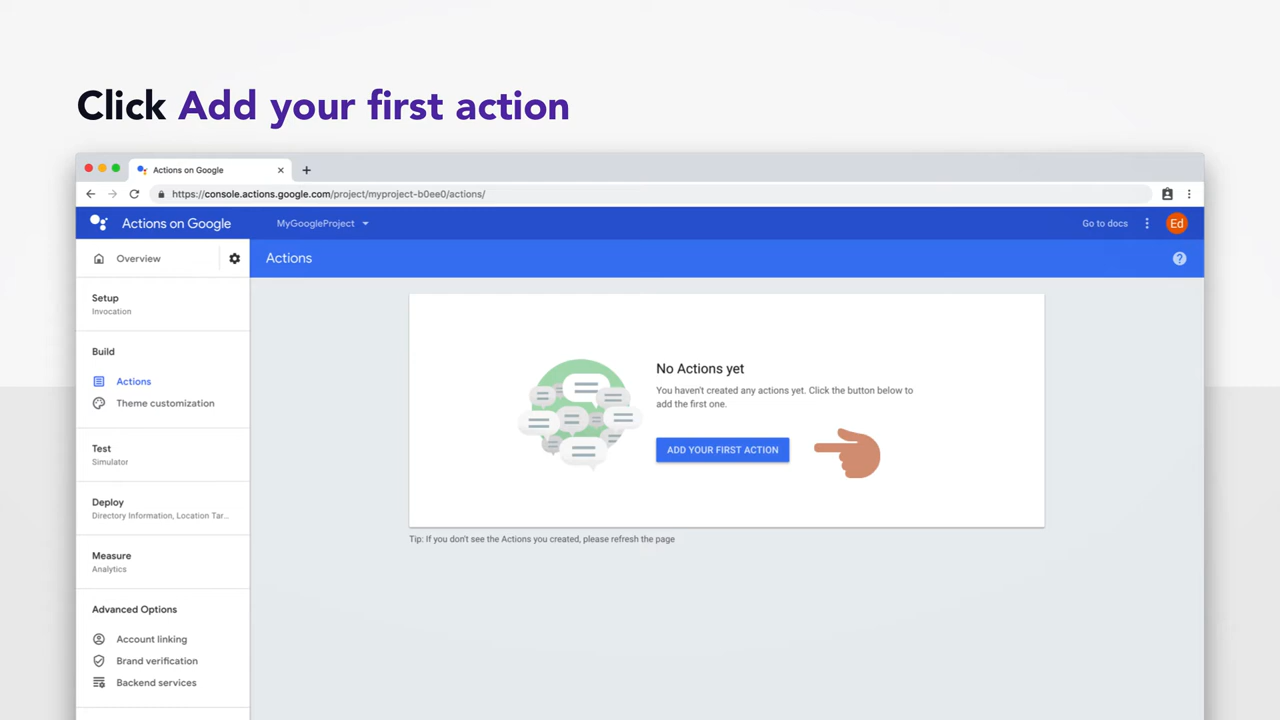 Click Add your first action
Actions on Google
https://console.actions.google.com/project/myproject-b0ee0/actions/
Actions on Google
MyGoogleProject
Go to docs
Ed
Overview
Actions
Setup
Invocation
Build
Actions
Theme customization
Test
Simulator
Deploy
Directory Information, Location Tar...
Measure
Analytics
Advanced Options
Account linking
Brand verification
Backend services
No Actions yet
You haven't created any actions yet. Click the button below to
add the first one.
ADD YOUR FIRST ACTION
Tip: If you don't see the Actions you created, please refresh the page